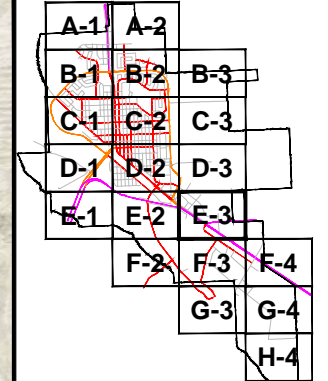 A-1 A-2
B-1 B-2 B-3
C-1 C-2 C-3
D-1 D-2 D-3
E-1 E-2 E-3
F-2 F-3 F-4
G-3 G-4
H-4